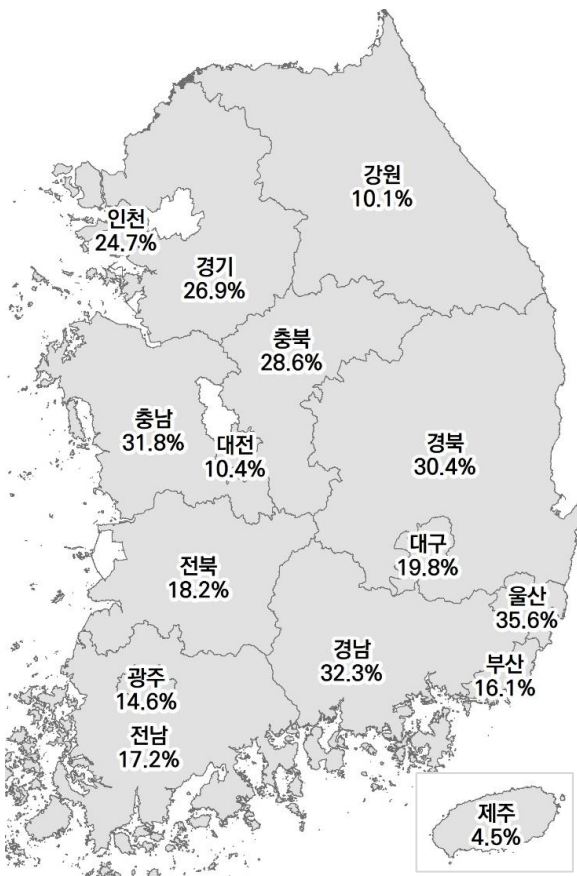 강원
10.1%
인천
24.7%
경기
26.9%
충북
28.6%
충남
31.8%
대전
10.4%
경북
30.4%
대구
19.8%
전북
18.2%
울산
35.6%
경남
32.3%
부산
16.1%
광주
14.6%
전남
17.2%
제주
4.5%